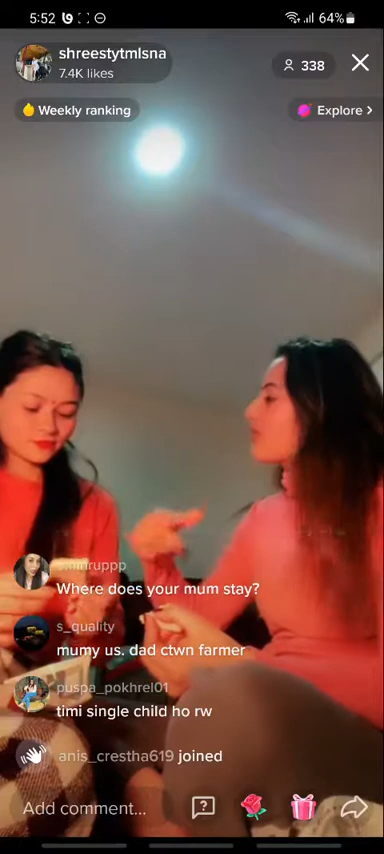 5:52
64%
shreestytmlsna
7.4K likes
338
Weekly ranking
Explore >
Where does your mum stay?
s_quality
mumy us. dad ctwn farmer
puspa_pokhrel01
timi single child ho rw
anis_crestha619 joined
Add comment...